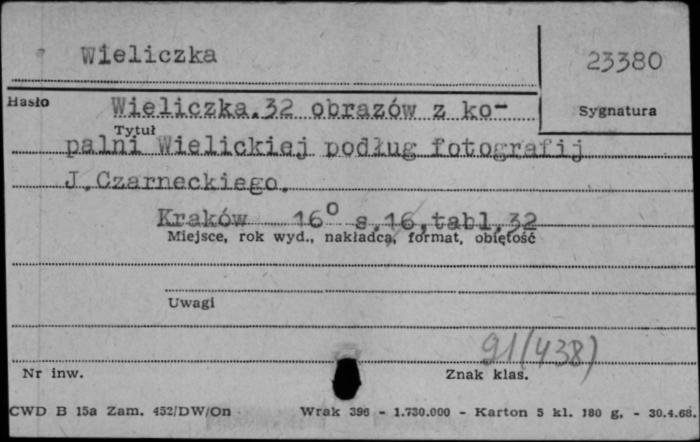 Wieliczka
23380
Hasło
Sygnatura
Wieliczka.32 obrazów z ko-
Tytuł
palni Wielickiej podług fotografij
J.Czarneckiego.
Kraków 16° s.16,tabl.32
Miejsce, rok wyd., nakładca, format, objętość
Uwagi
91(438)
Nr inw.
Znak klas.
CWD B 15a Zam. 452/DW/On Wrak 396 - 1.730.000 - Karton 5 kl. 180 g. - 30.4.68.